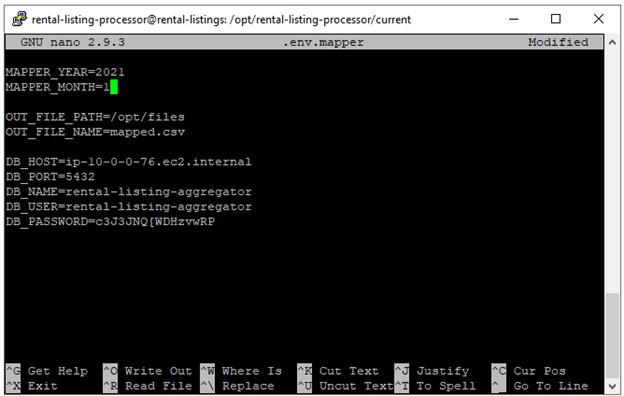 rental-listing-processor@rental-listings: /opt/rental-listing-processor/current
GNU nano 2.9.3 .env.mapper Modified
MAPPER_YEAR=2021
MAPPER_MONTH=1
OUT_FILE_PATH=/opt/files
OUT_FILE_NAME=mapped.csv
DB_HOST=ip-10-0-0-76.ec2.internal
DB_PORT=5432
DB_NAME=rental-listing-aggregator
DB_USER=rental-listing-aggregator
DB_PASSWORD=c3J3JNQ[WDHzvwRP
^G Get Help ^O Write Out ^W Where Is ^K Cut Text ^J Justify ^C Cur Pos
^X Exit ^R Read File ^\ Replace ^U Uncut Text ^T To Spell ^_ Go To Line